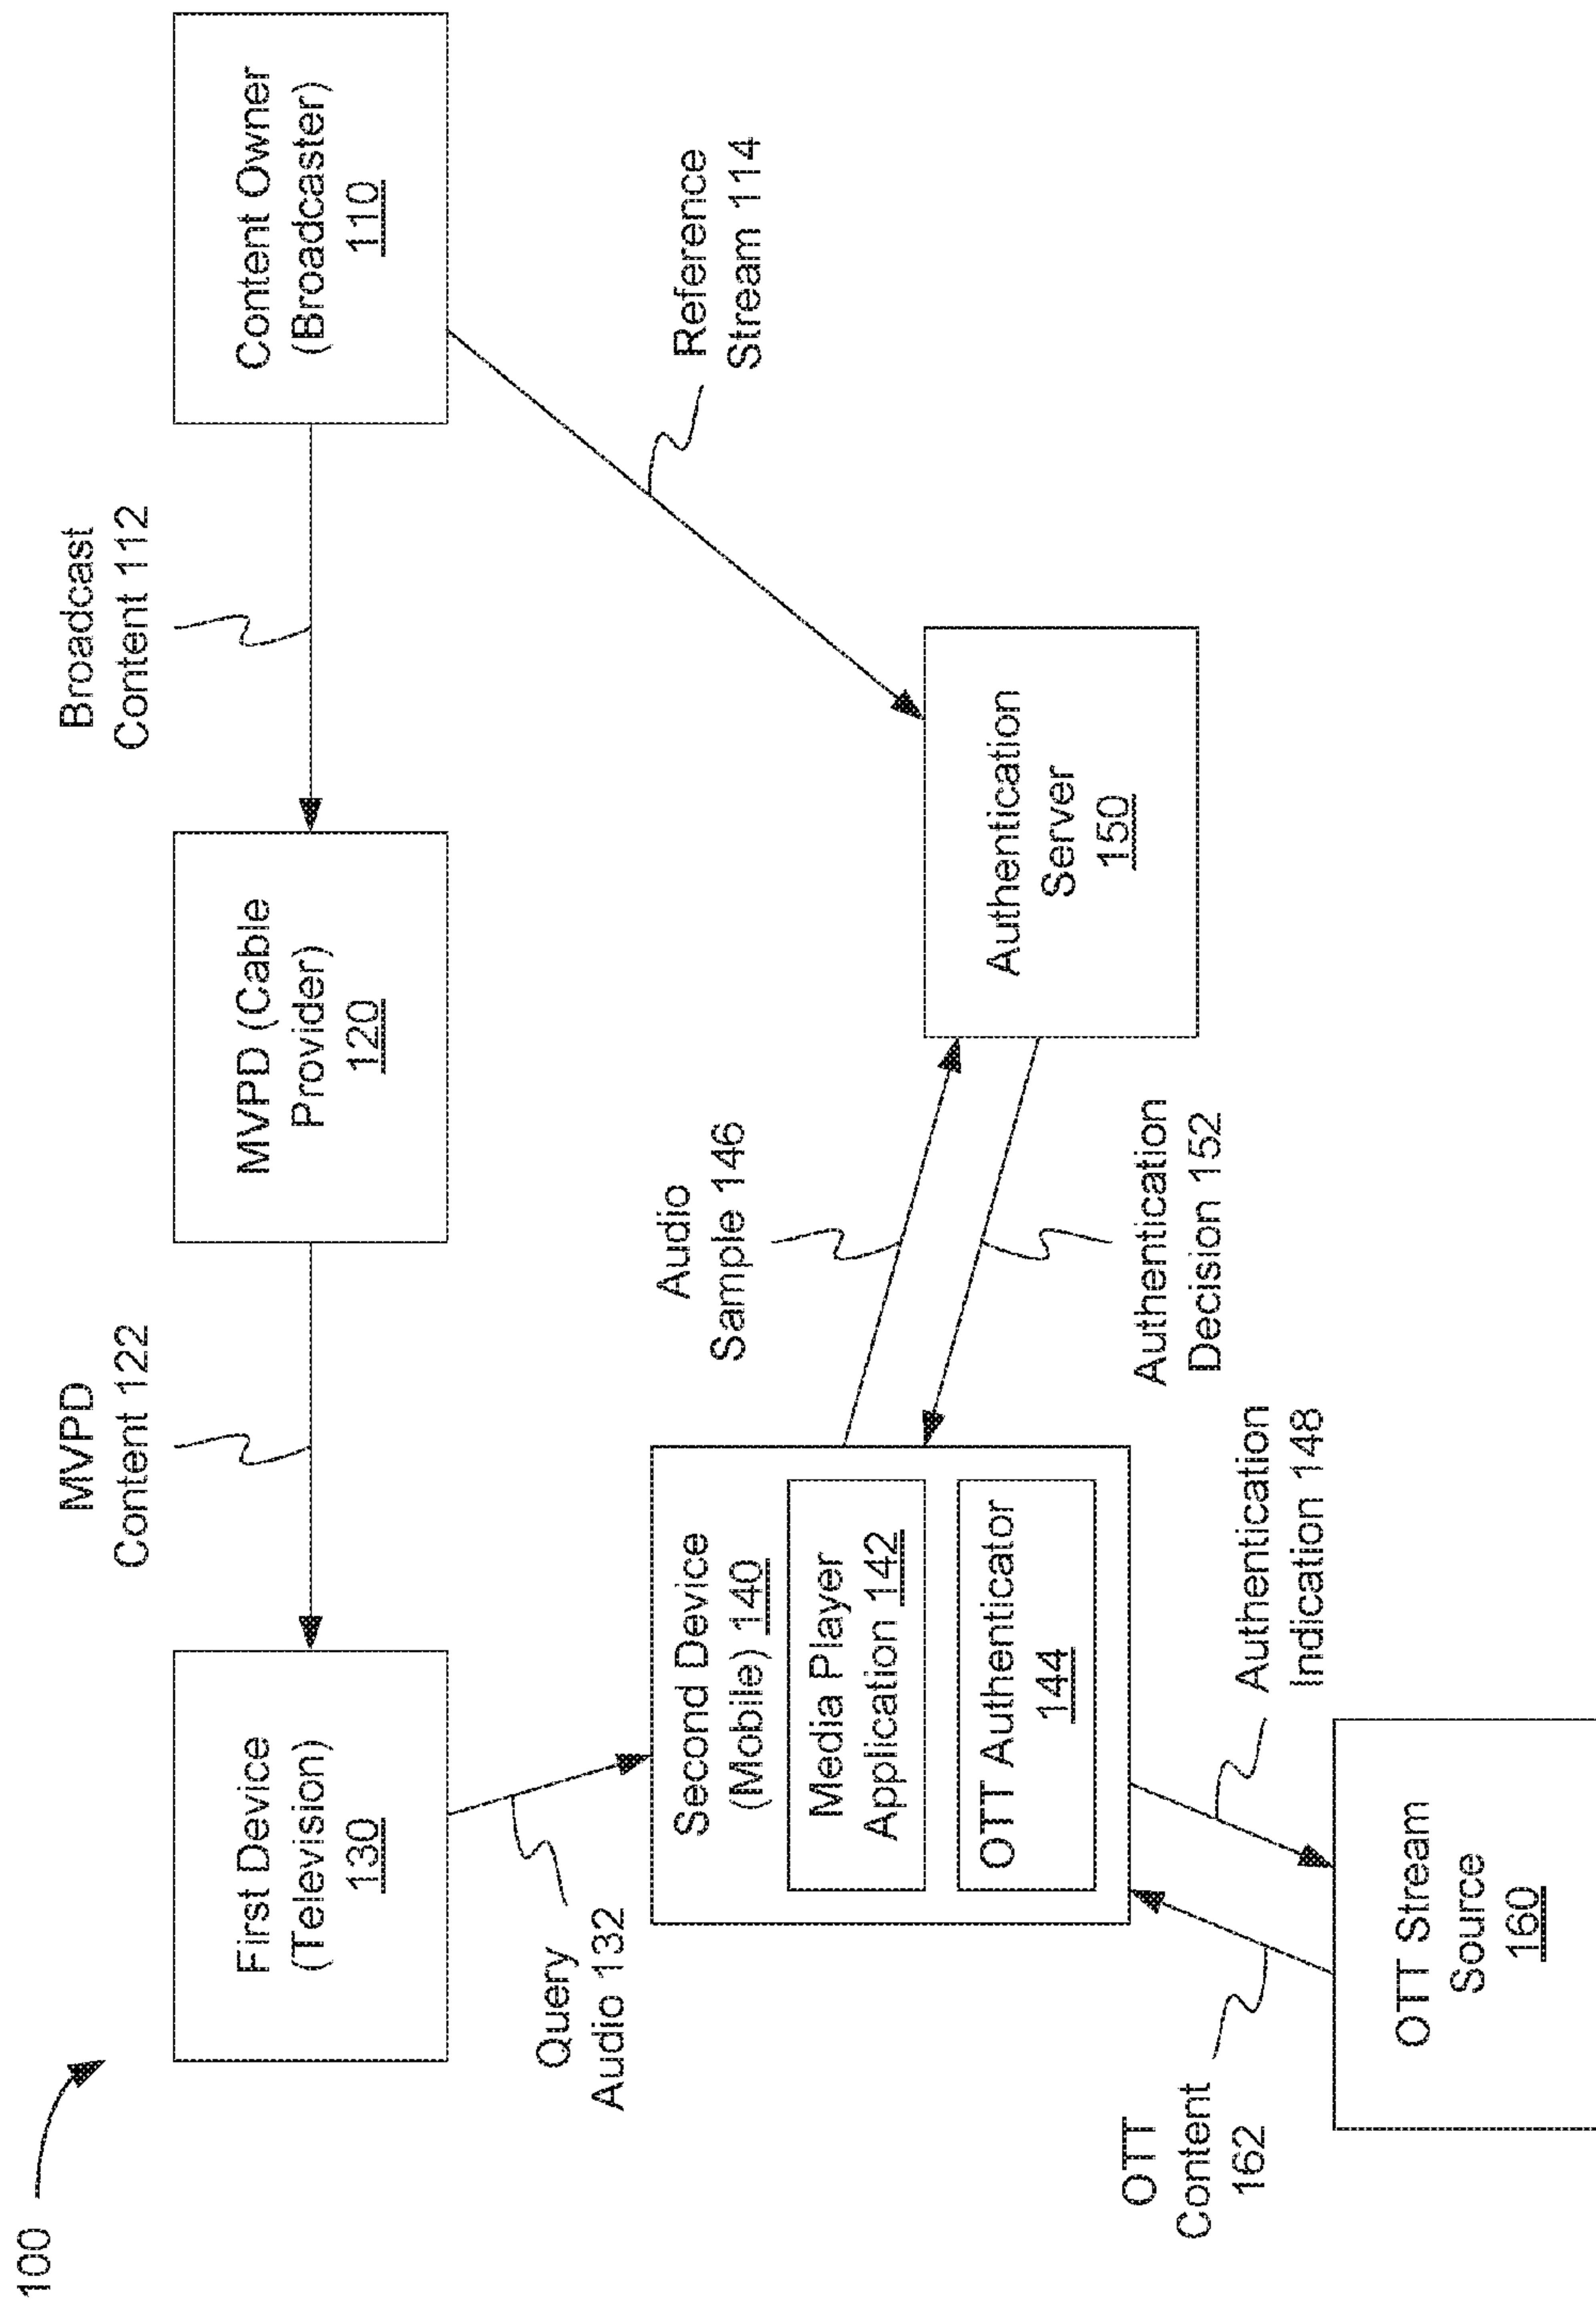 100
MVPD
Content 122
Broadcast
Content 112
First Device
(Television)
130
MVPD (Cable
Provider)
120
Content Owner
(Broadcaster)
110
Query
Audio 132
Second Device
(Mobile) 140
Media Player
Application 142
OTT Authenticator
144
Audio
Sample 146
Reference
Stream 114
Authentication
Server
150
Authentication
Decision 152
OTT
Content
162
Authentication
Indication 148
OTT Stream
Source
160